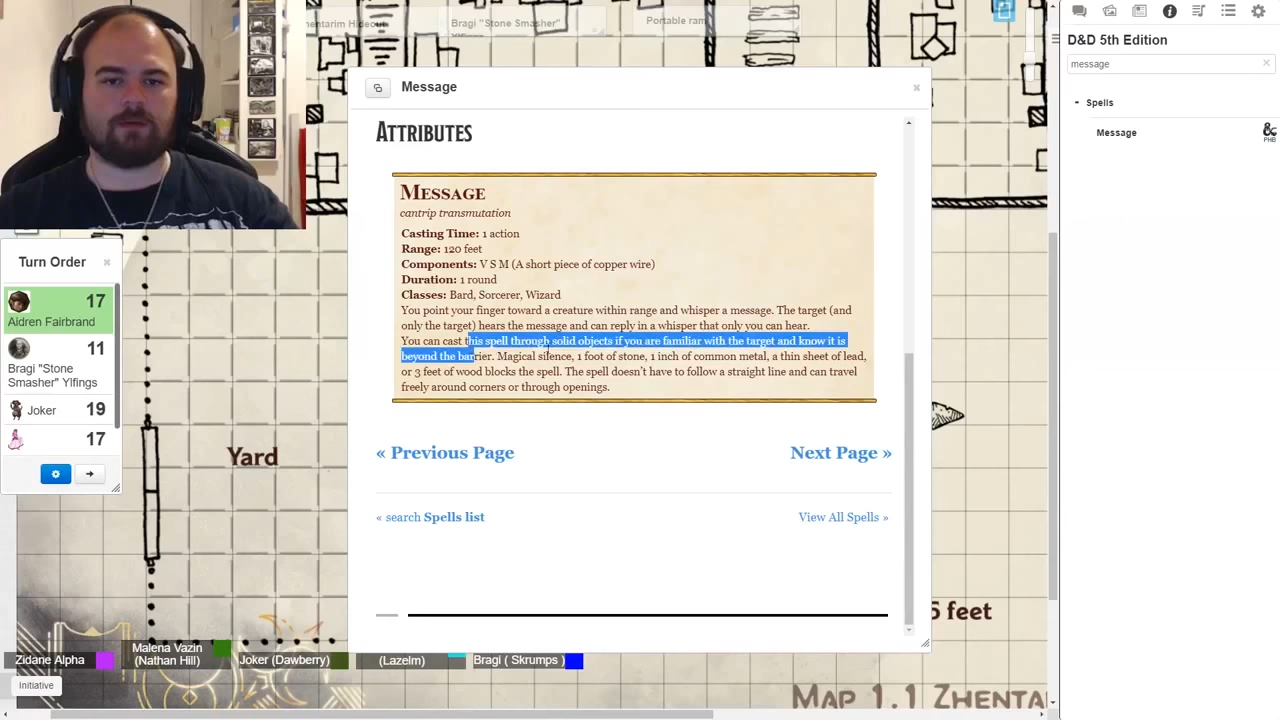 Zhentarim Hideout
Bragi "Stone Smasher"
Ylfings
Portable ram
D&D 5th Edition
message
Spells
Message
Message
ATTRIBUTES
MESSAGE
cantrip transmutation
Casting Time: 1 action
Range: 120 feet
Components: V S M (A short piece of copper wire)
Duration: 1 round
Classes: Bard, Sorcerer, Wizard
You point your finger toward a creature within range and whisper a message. The target (and
only the target) hears the message and can reply in a whisper that only you can hear.
You can cast this spell through solid objects if you are familiar with the target and know it is
beyond the barrier. Magical silence, 1 foot of stone, 1 inch of common metal, a thin sheet of lead,
or 3 feet of wood blocks the spell. The spell doesn't have to follow a straight line and can travel
freely around corners or through openings.
« Previous Page
Next Page »
« search Spells list
View All Spells »
Turn Order
17
Aidren Fairbrand
11
Bragi "Stone
Smasher" Ylfings
Joker 19
17
Yard
5 feet
Zidane Alpha
Malena Vazin
(Nathan Hill)
Joker (Dawberry)
(Lazelm)
Bragi ( Skrumps )
Initiative
MAP 1.1 ZHENTA
PHB